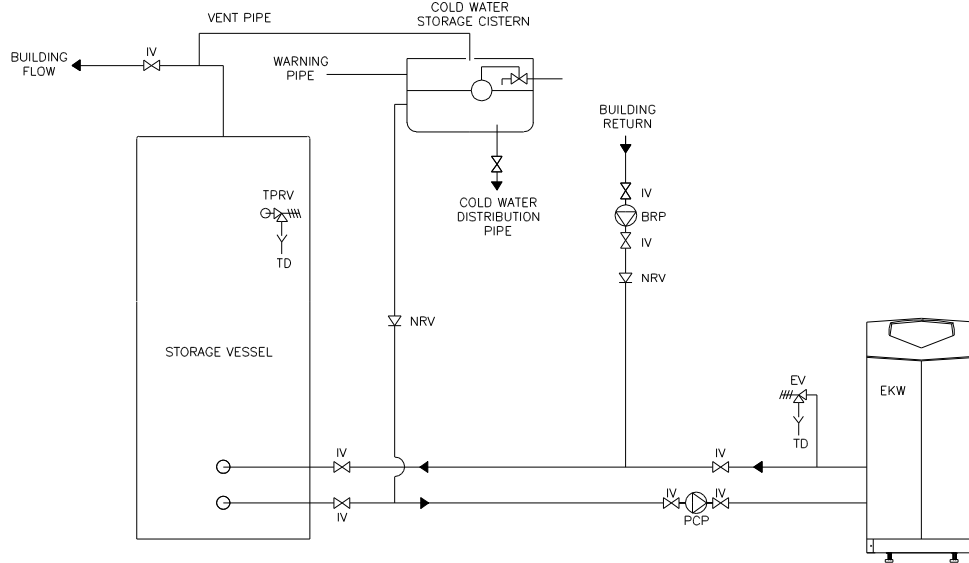 COLD WATER
STORAGE CISTERN
VENT PIPE
BUILDING
FLOW
IV
WARNING
PIPE
BUILDING
RETURN
IV
BRP
IV
NRV
COLD WATER
DISTRIBUTION
PIPE
TPRV
TD
NRV
STORAGE VESSEL
EV
TD
EKW
IV
IV
IV
IV
IV
PCP